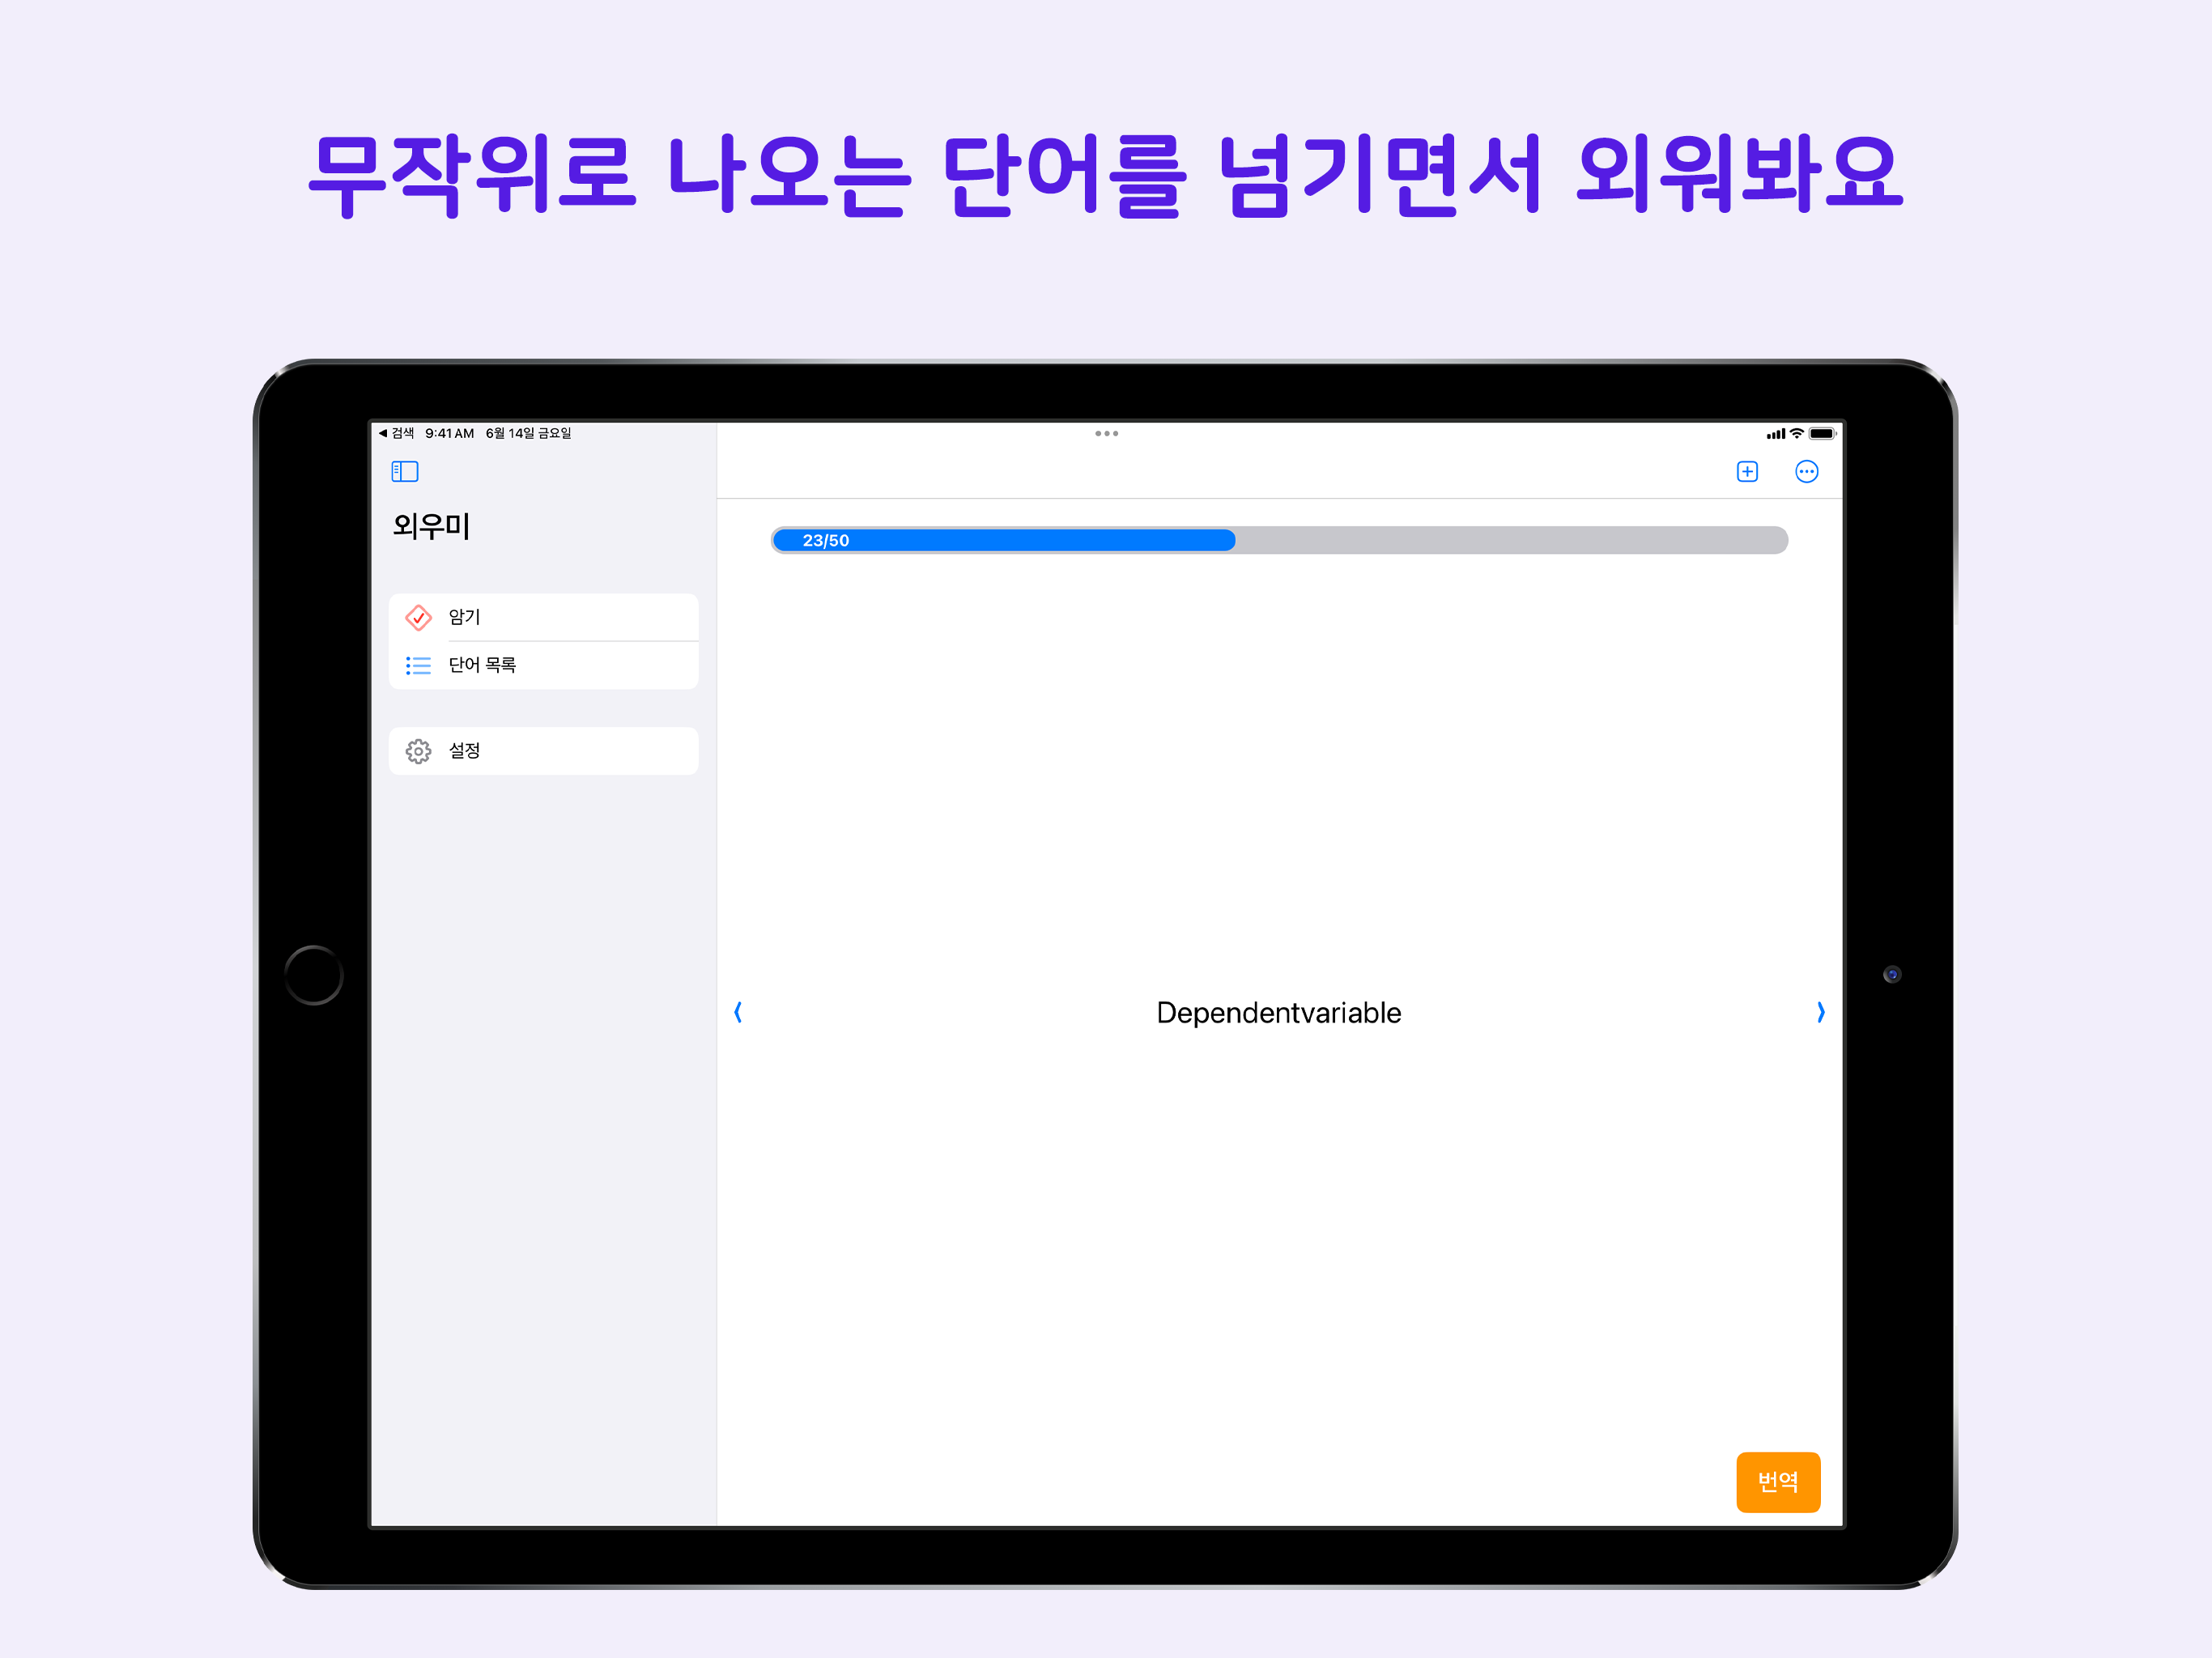 무작위로 나오는 단어를 넘기면서 외워봐요
검색 9:41 AM 6월 14일 금요일
외우미
23/50
암기
단어 목록
설정
Dependentvariable
번역